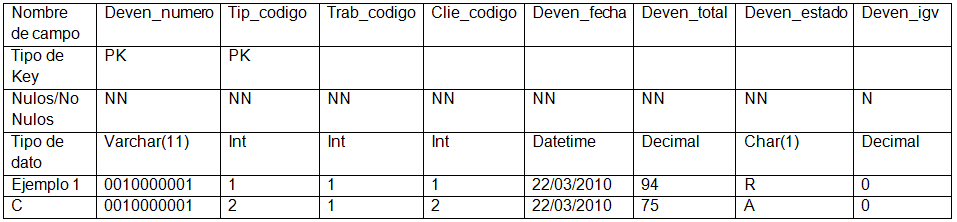 Nombre de campo Deven_numero Tip_codigo Trab_codigo Clie_codigo Deven_fecha Deven_total Deven_estado Deven_igv
Tipo de Key PK PK
Nulos/No Nulos NN NN NN NN NN NN NN N
Tipo de dato Varchar(11) Int Int Int Datetime Decimal Char(1) Decimal
Ejemplo 1 0010000001 1 1 1 22/03/2010 94 R 0
C 0010000001 2 1 2 22/03/2010 75 A 0